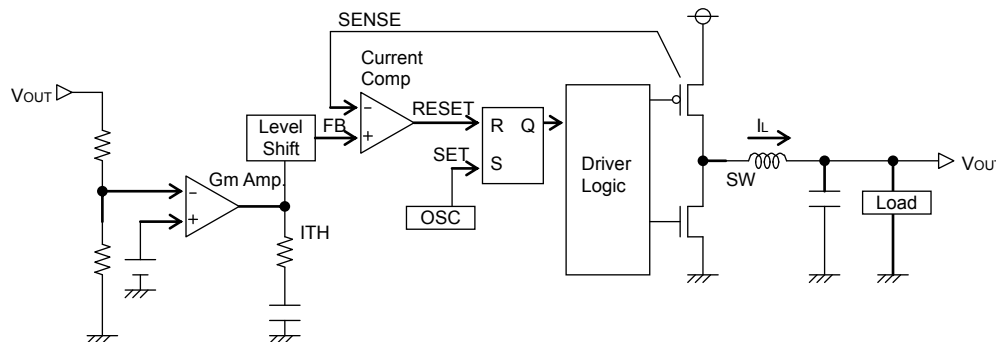 SENSE
Current
Comp
VOUT
Level
Shift
FB
−
+
RESET
R Q
S
SET
OSC
Driver
Logic
IL
SW
VOUT
Load
Gm Amp.
−
+
ITH